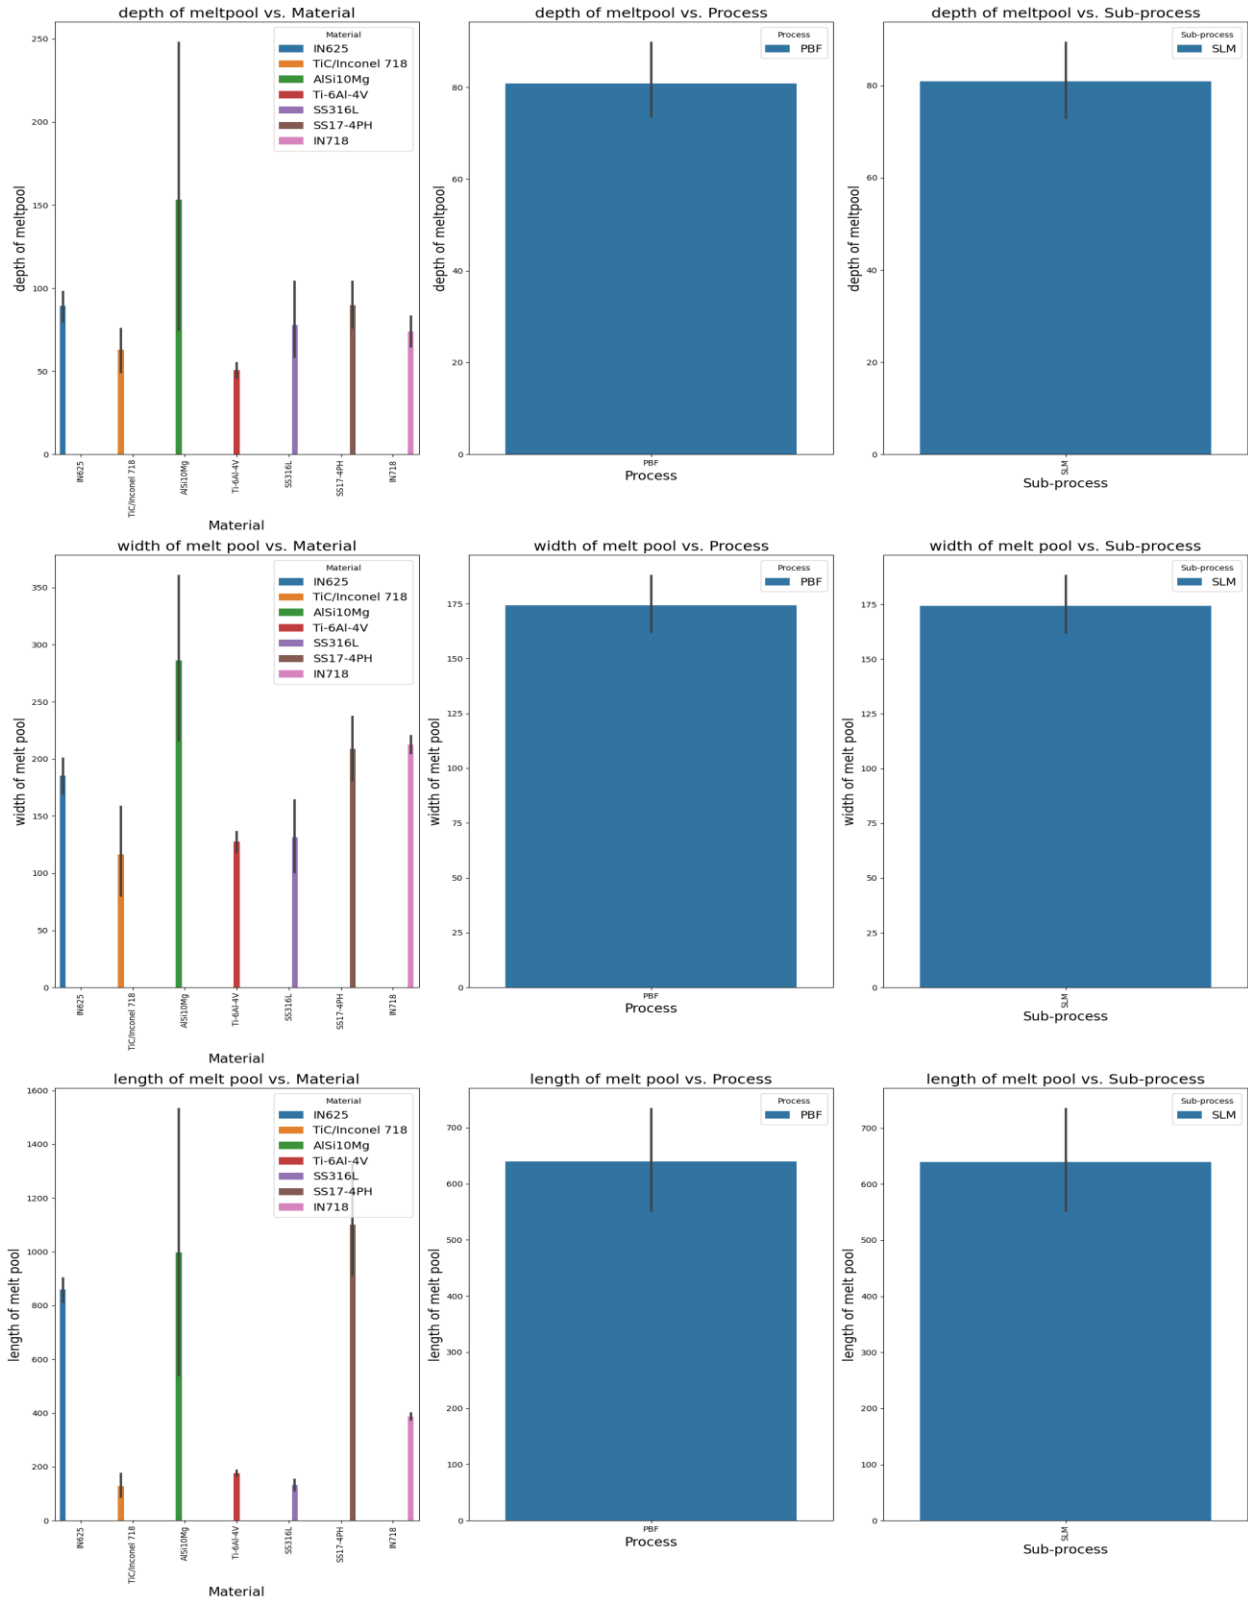 depth of meltpool vs. Material
depth of meltpool
250
200
150
100
50
0
Material
IN625
TiC/Inconel 718
AlSi10Mg
Ti-6Al-4V
SS316L
SS17-4PH
IN718
IN625
TiC/Inconel 718
AlSi10Mg
Ti-6Al-4V
SS316L
SS17-4PH
IN718
Material
depth of meltpool vs. Process
depth of meltpool
80
60
40
20
0
Process
PBF
PBF
Process
depth of meltpool vs. Sub-process
depth of meltpool
80
60
40
20
0
Sub-process
SLM
SLM
Sub-process
width of melt pool vs. Material
width of melt pool
350
300
250
200
150
100
50
0
Material
IN625
TiC/Inconel 718
AlSi10Mg
Ti-6Al-4V
SS316L
SS17-4PH
IN718
IN625
TiC/Inconel 718
AlSi10Mg
Ti-6Al-4V
SS316L
SS17-4PH
IN718
Material
width of melt pool vs. Process
width of melt pool
175
150
125
100
75
50
25
0
Process
PBF
PBF
Process
width of melt pool vs. Sub-process
width of melt pool
175
150
125
100
75
50
25
0
Sub-process
SLM
SLM
Sub-process
length of melt pool vs. Material
length of melt pool
1600
1400
1200
1000
800
600
400
200
0
Material
IN625
TiC/Inconel 718
AlSi10Mg
Ti-6Al-4V
SS316L
SS17-4PH
IN718
IN625
TiC/Inconel 718
AlSi10Mg
Ti-6Al-4V
SS316L
SS17-4PH
IN718
Material
length of melt pool vs. Process
length of melt pool
700
600
500
400
300
200
100
0
Process
PBF
PBF
Process
length of melt pool vs. Sub-process
length of melt pool
700
600
500
400
300
200
100
0
Sub-process
SLM
SLM
Sub-process